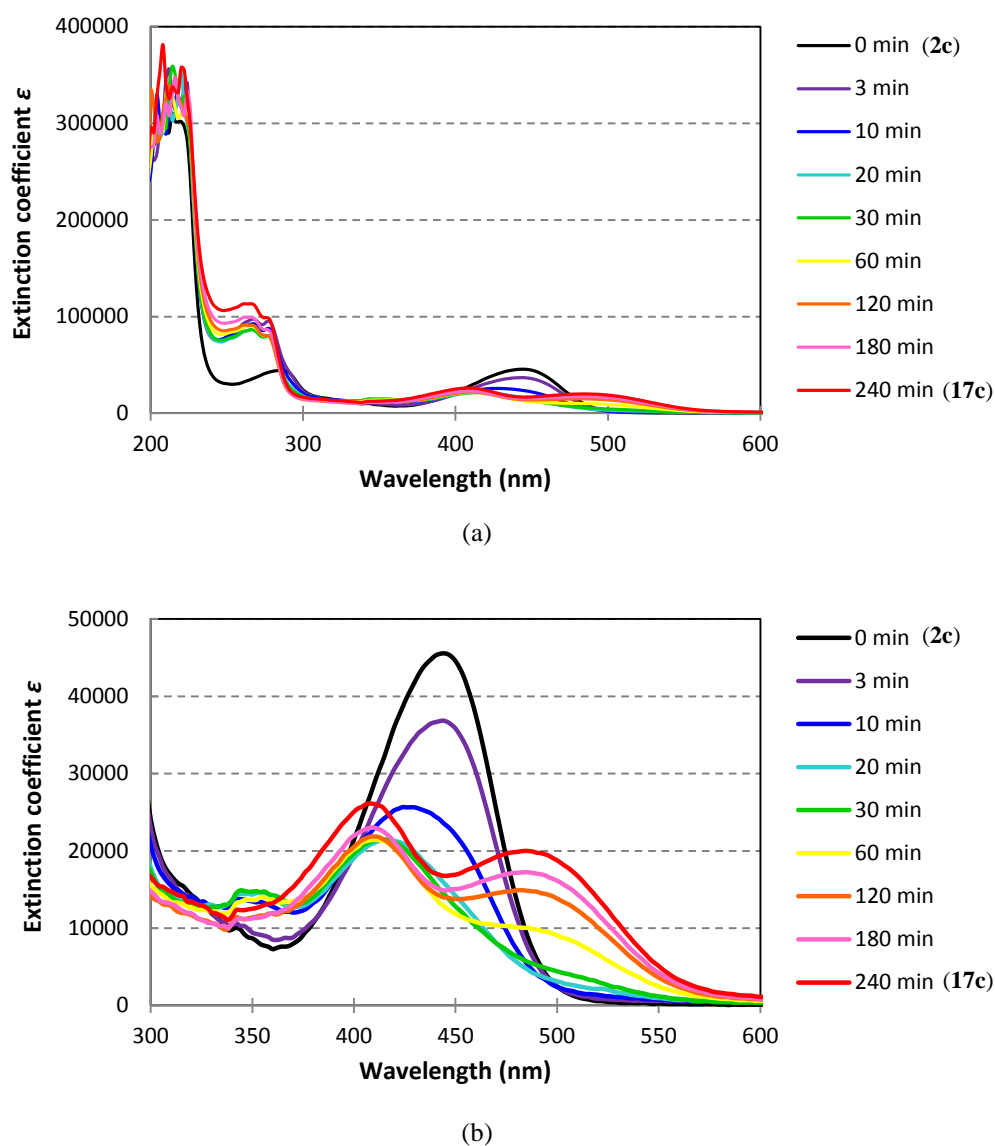 400000
300000
200000
100000
0
200
300
400
500
600
Extinction coefficient ε
Wavelength (nm)
0 min (2c)
3 min
10 min
20 min
30 min
60 min
120 min
180 min
240 min (17c)
(a)
50000
40000
30000
20000
10000
0
300
350
400
450
500
550
600
Extinction coefficient ε
Wavelength (nm)
0 min (2c)
3 min
10 min
20 min
30 min
60 min
120 min
180 min
240 min (17c)
(b)